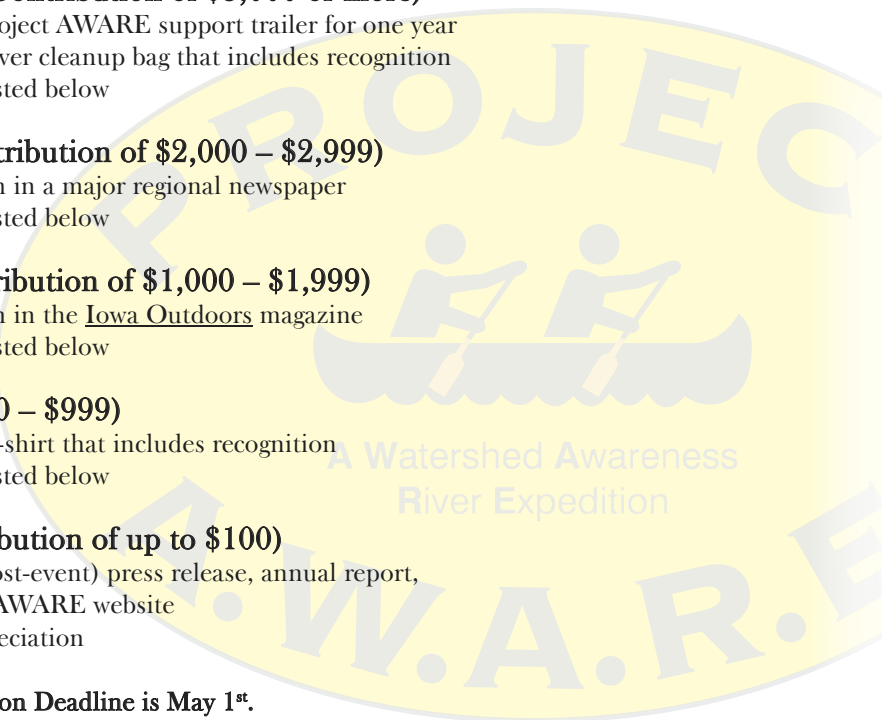 oject AWARE support trailer for one year
ver cleanup bag that includes recognition
sted below
tribution of $2,000 – $2,999)
n in a major regional newspaper
sted below
ribution of $1,000 – $1,999)
n in the Iowa Outdoors magazine
sted below
0 – $999)
-shirt that includes recognition
sted below
bution of up to $100)
ost-event) press release, annual report,
AWARE website
eciation
on Deadline is May 1st.
PROJEC
A Watershed Awareness
River Expedition
A.W.A.R.E